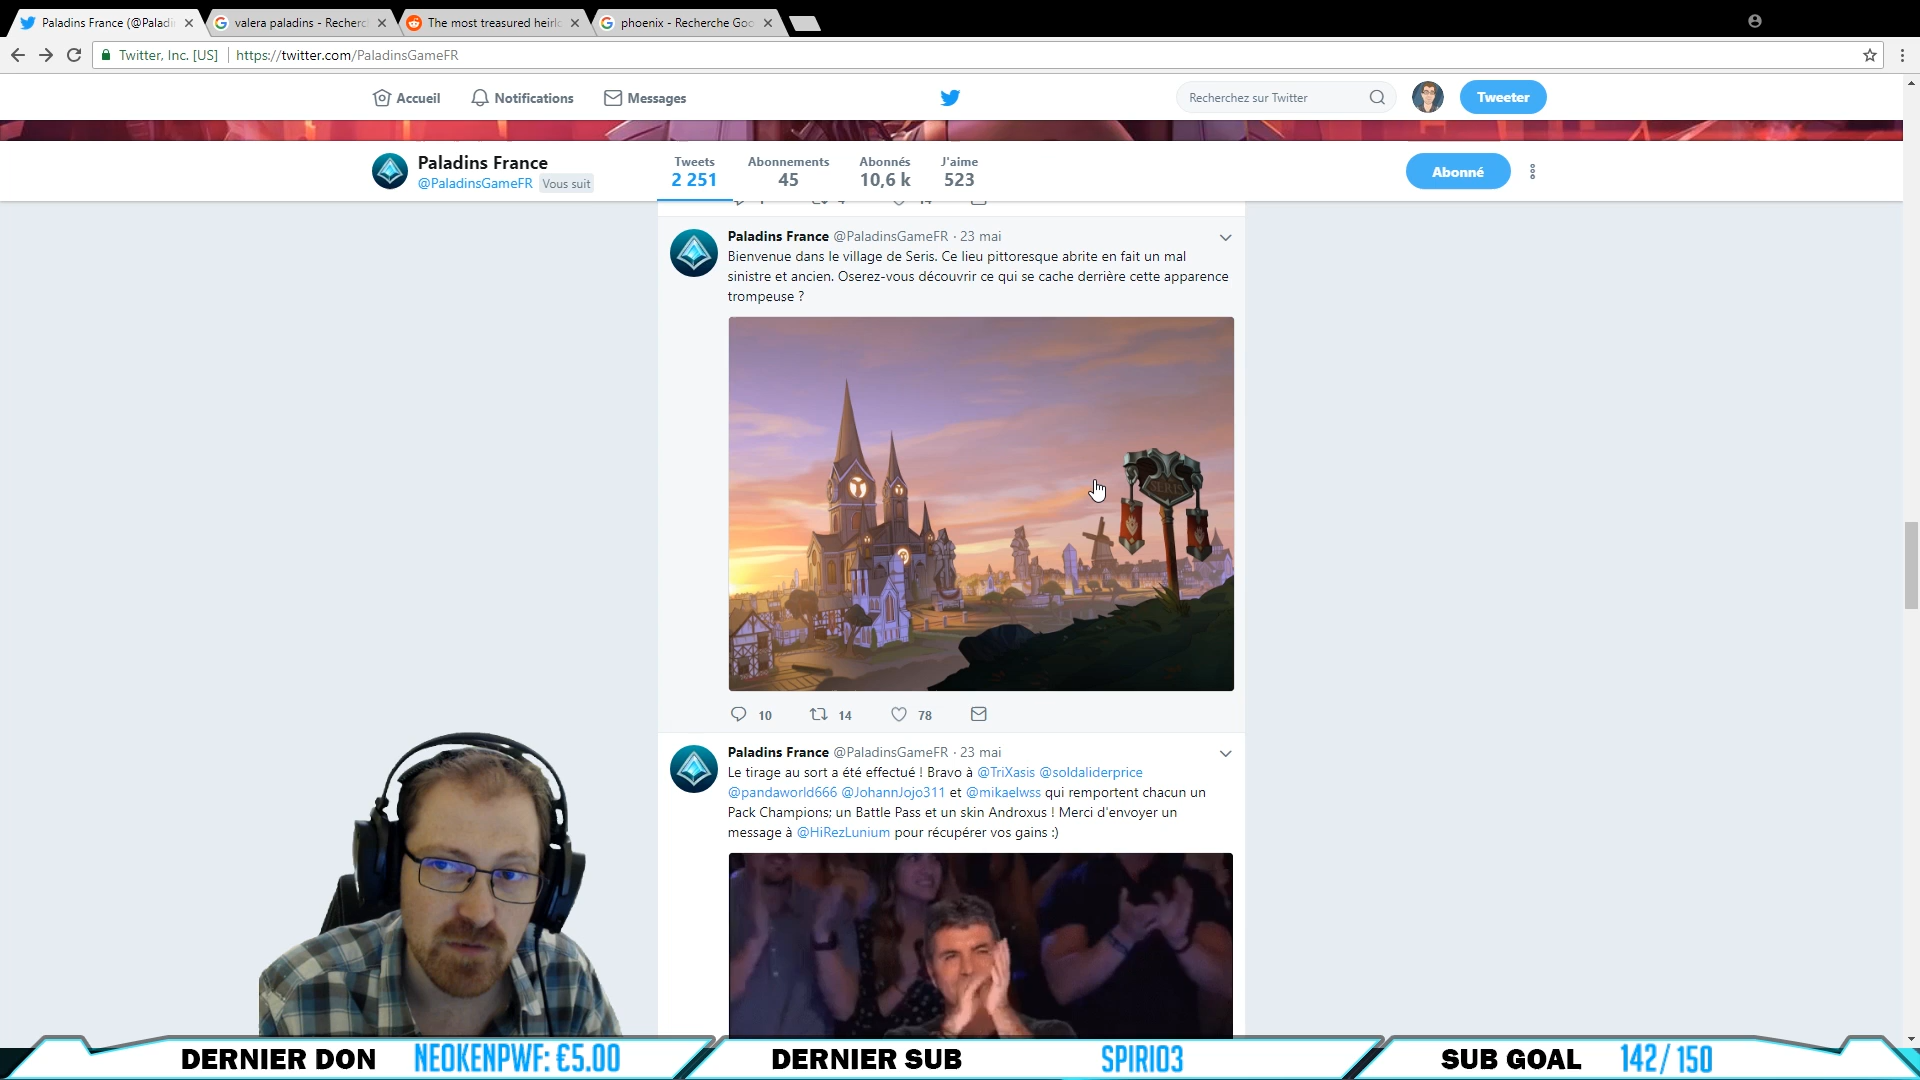 Paladins France (@Paladin
valera paladins - Recherc
The most treasured heirlo
phoenix - Recherche Goo
Twitter, Inc. [US]
https://twitter.com/PaladinsGameFR
Accueil
Notifications
Messages
Recherchez sur Twitter
Tweeter
Paladins France
@PaladinsGameFR Vous suit
Tweets
2 251
Abonnements
45
Abonnés
10,6 k
J'aime
523
Abonné
Paladins France @PaladinsGameFR · 23 mai
Bienvenue dans le village de Seris. Ce lieu pittoresque abrite en fait un mal
sinistre et ancien. Oserez-vous découvrir ce qui se cache derrière cette apparence
trompeuse ?
SERIS
10
14
78
Paladins France @PaladinsGameFR · 23 mai
Le tirage au sort a été effectué ! Bravo à @TriXasis @soldaliderprice
@pandaworld666 @JohannJojo311 et @mikaelwss qui remportent chacun un
Pack Champions; un Battle Pass et un skin Androxus ! Merci d'envoyer un
message à @HiRezLunium pour récupérer vos gains :)
DERNIER DON NEOKENPWF: €5.00
DERNIER SUB SPIRIO3
SUB GOAL 142/150